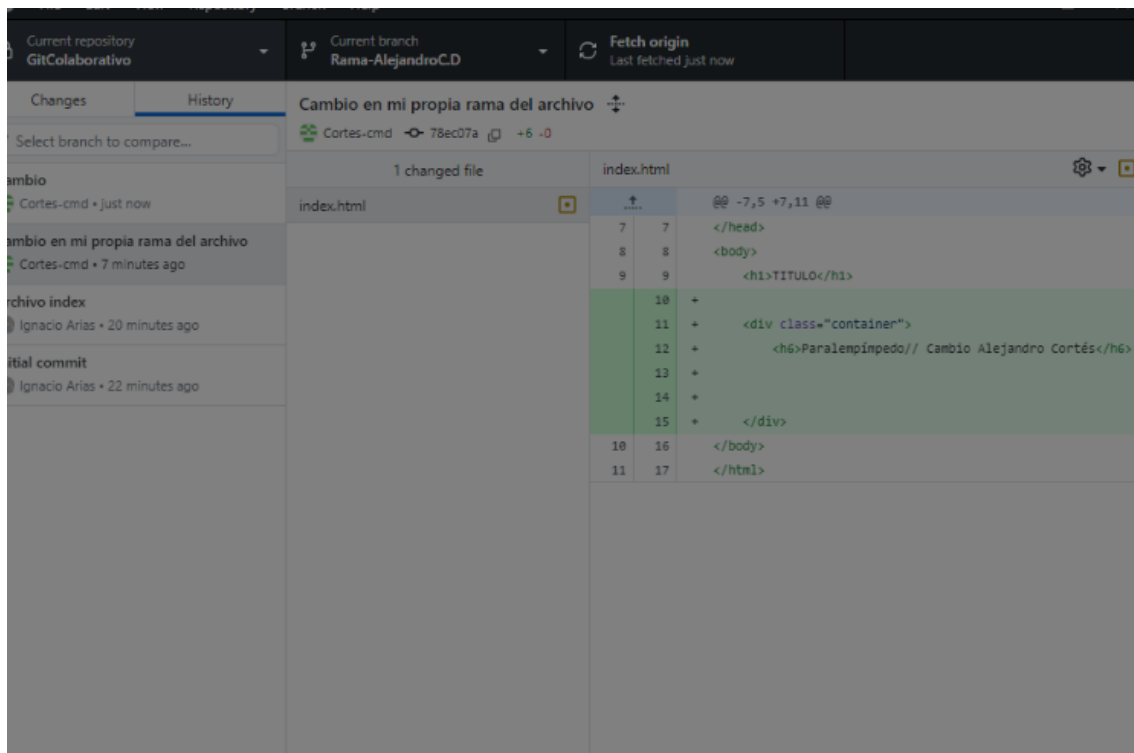 Current repository
GitColaborativo
Current branch
Rama-AlejandroC.D
Fetch origin
Last fetched just now
Changes
History
Select branch to compare...
ambio
Cortes-cmd • just now
ambio en mi propia rama del archivo
Cortes-cmd • 7 minutes ago
rchivo index
Ignacio Arias • 20 minutes ago
itial commit
Ignacio Arias • 22 minutes ago
Cambio en mi propia rama del archivo
Cortes-cmd 78ec07a +6 -0
1 changed file
index.html
index.html
@@ -7,5 +7,11 @@
7 7 </head>
8 8 <body>
9 9 <h1>TITULO</h1>
10 +
11 + <div class="container">
12 + <h6>Paralempímpedo// Cambio Alejandro Cortés</h6>
13 +
14 +
15 + </div>
10 16 </body>
11 17 </html>